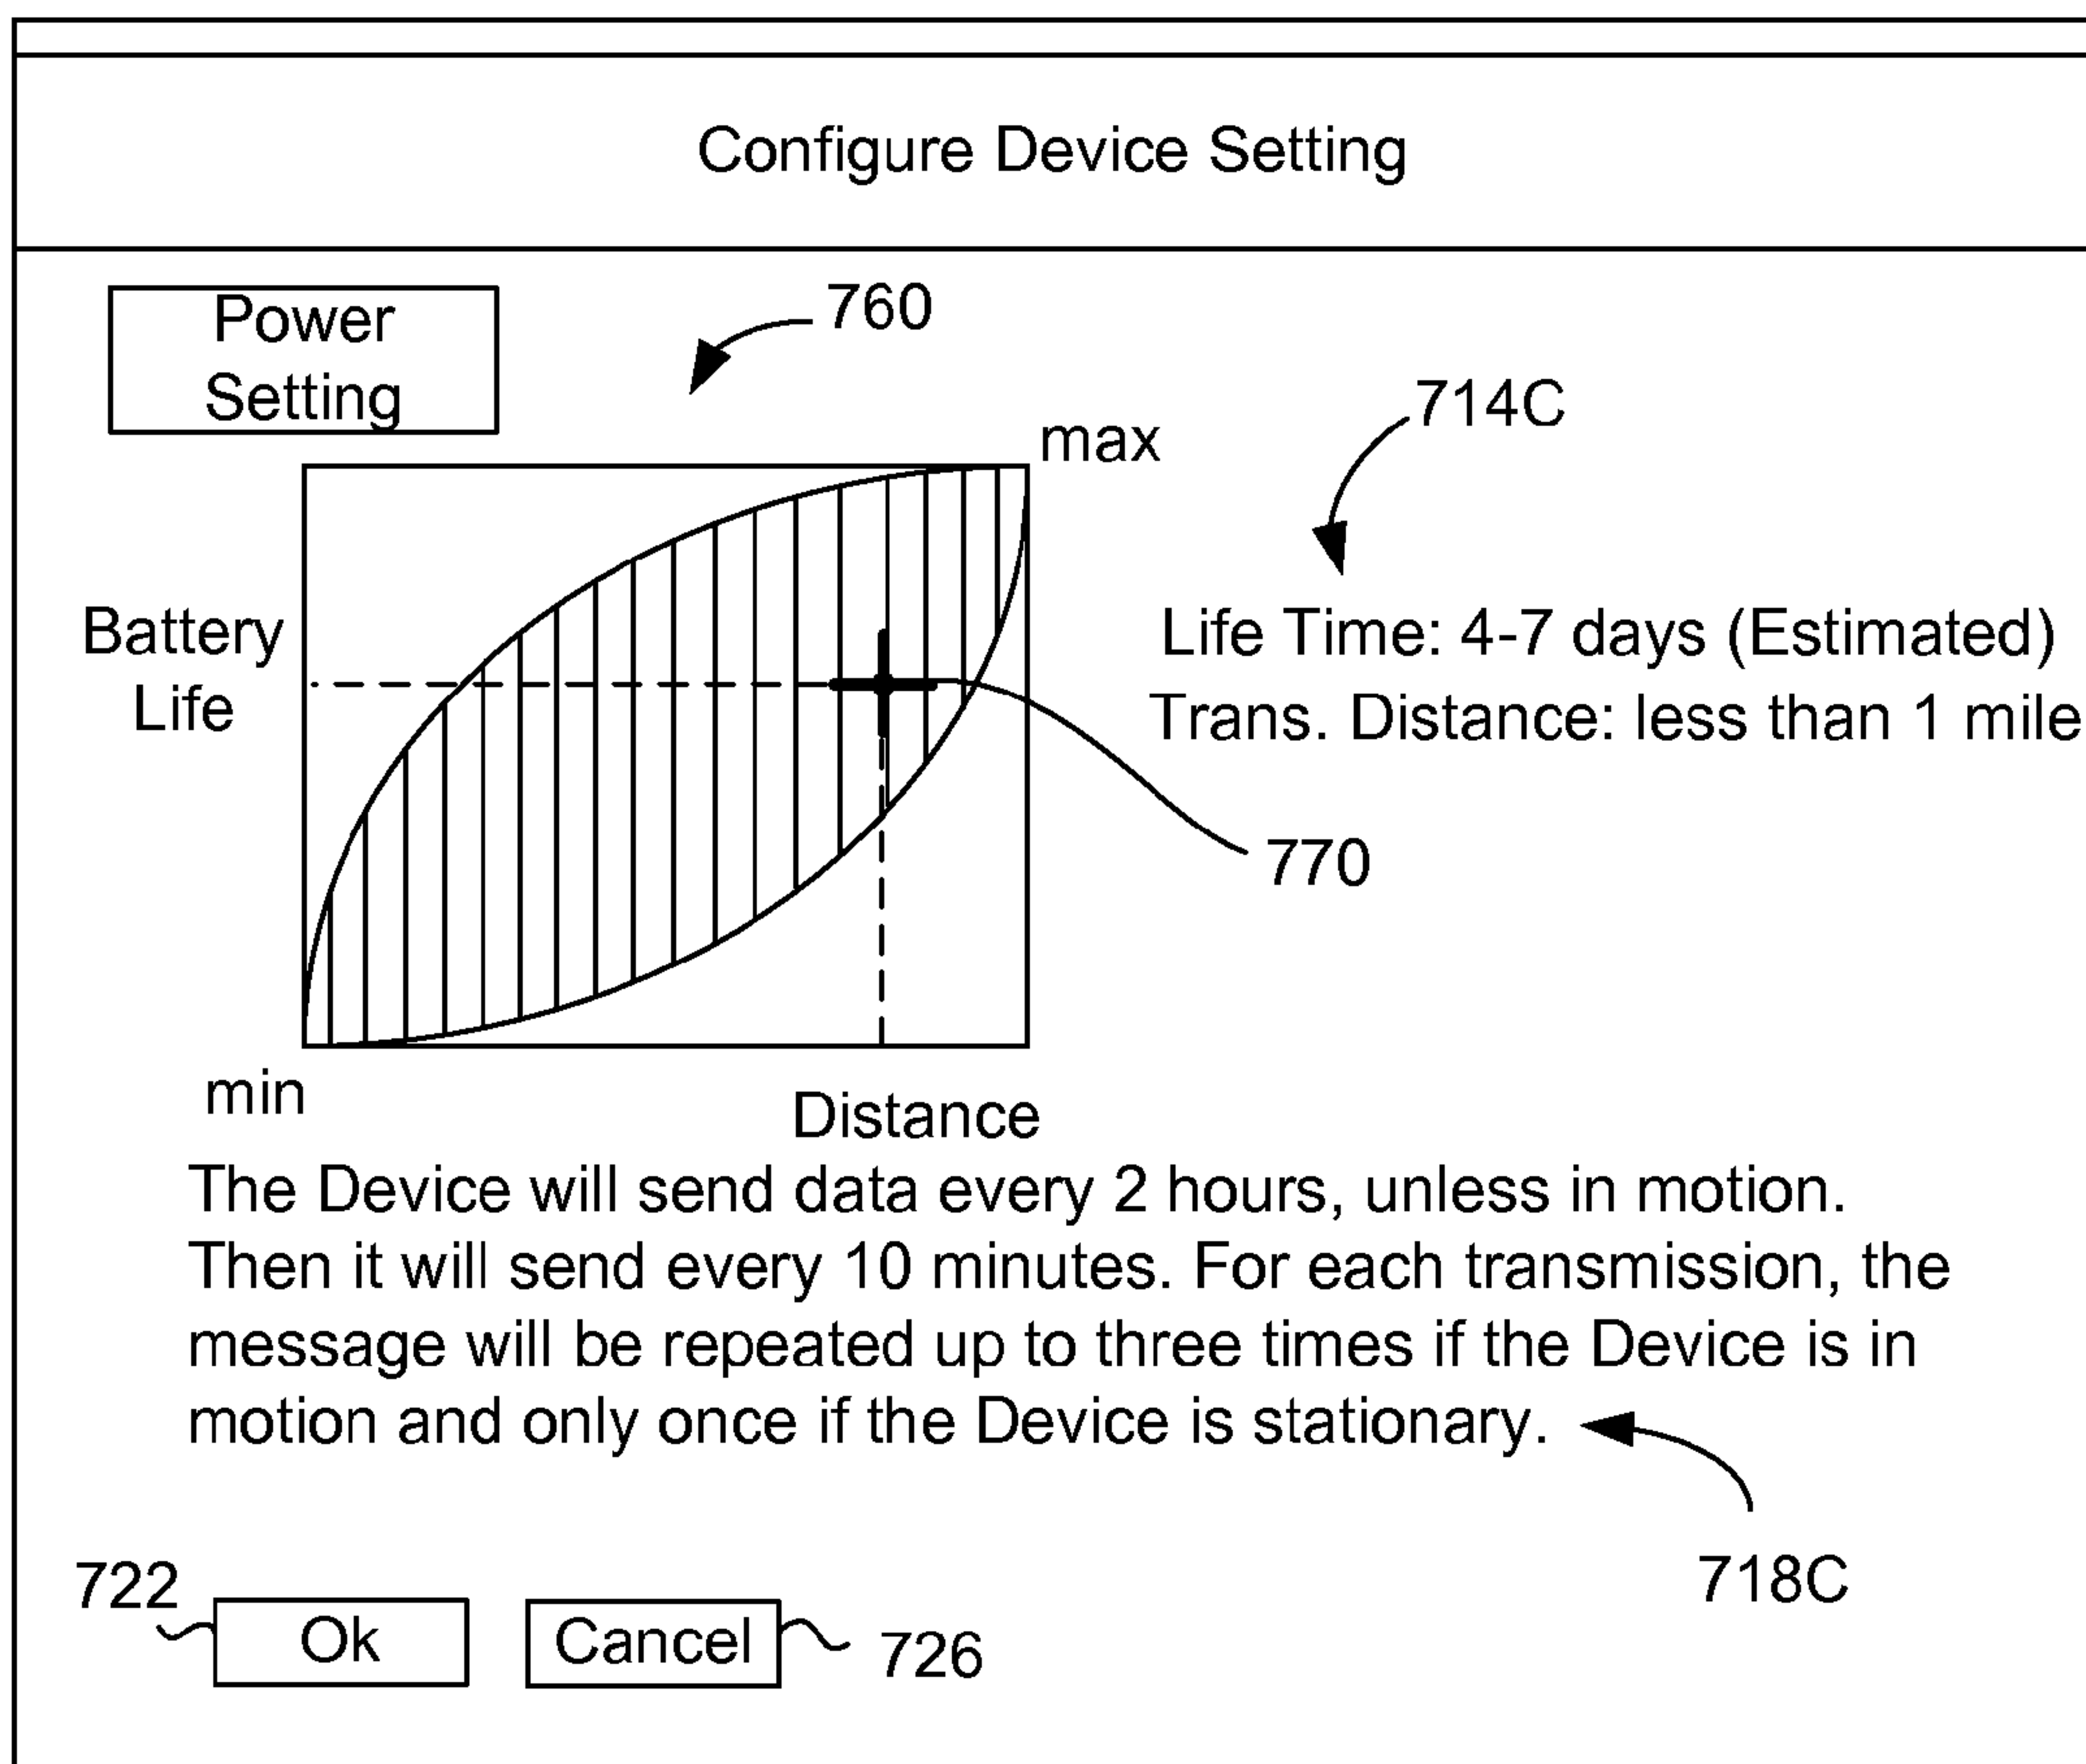 Configure Device Setting
Power
Setting
760
max
714C
Battery
Life
Life Time: 4-7 days (Estimated)
Trans. Distance: less than 1 mile
770
min
Distance
The Device will send data every 2 hours, unless in motion.
Then it will send every 10 minutes. For each transmission, the
message will be repeated up to three times if the Device is in
motion and only once if the Device is stationary.
718C
722
Ok
Cancel
726